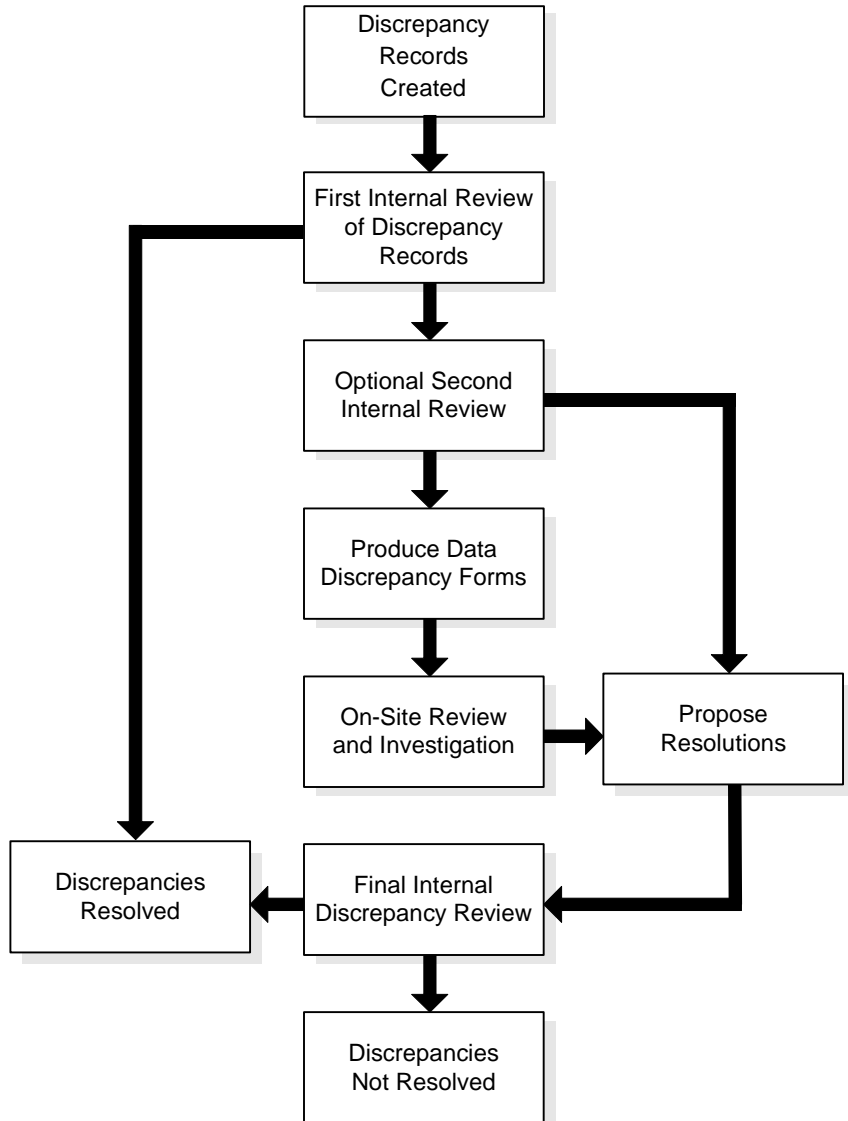 Discrepancy
Records
Created
First Internal Review
of Discrepancy
Records
Optional Second
Internal Review
Produce Data
Discrepancy Forms
On-Site Review
and Investigation
Propose
Resolutions
Discrepancies
Resolved
Final Internal
Discrepancy Review
Discrepancies
Not Resolved